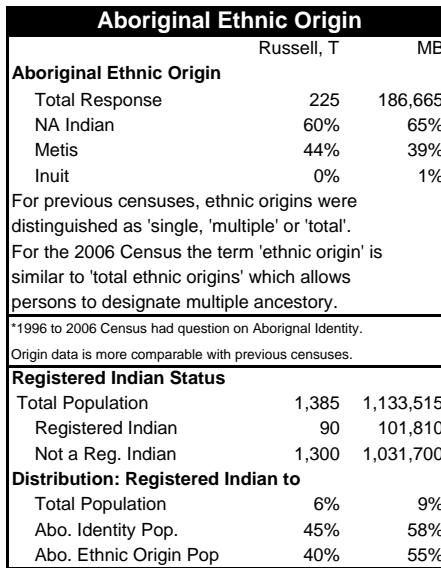 Aboriginal Ethnic Origin
Russell, T MB
Aboriginal Ethnic Origin
Total Response 225 186,665
NA Indian 60% 65%
Metis 44% 39%
Inuit 0% 1%
For previous censuses, ethnic origins were
distinguished as 'single, 'multiple' or 'total'.
For the 2006 Census the term 'ethnic origin' is
similar to 'total ethnic origins' which allows
persons to designate multiple ancestory.
*1996 to 2006 Census had question on Aborignal Identity.
Origin data is more comparable with previous censuses.
Registered Indian Status
Total Population 1,385 1,133,515
Registered Indian 90 101,810
Not a Reg. Indian 1,300 1,031,700
Distribution: Registered Indian to
Total Population 6% 9%
Abo. Identity Pop. 45% 58%
Abo. Ethnic Origin Pop 40% 55%